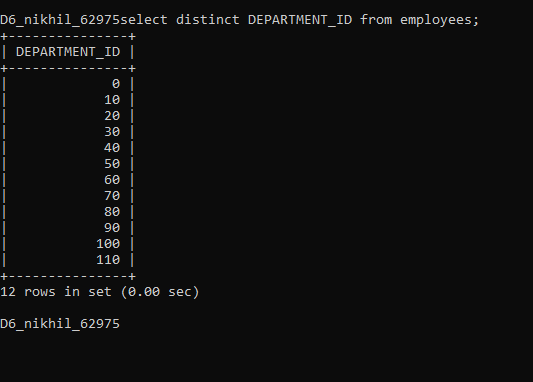 D6_nikhil_62975select distinct DEPARTMENT_ID from employees;
+---------------+
| DEPARTMENT_ID |
+---------------+
|             0 |
|            10 |
|            20 |
|            30 |
|            40 |
|            50 |
|            60 |
|            70 |
|            80 |
|            90 |
|           100 |
|           110 |
+---------------+
12 rows in set (0.00 sec)
D6_nikhil_62975